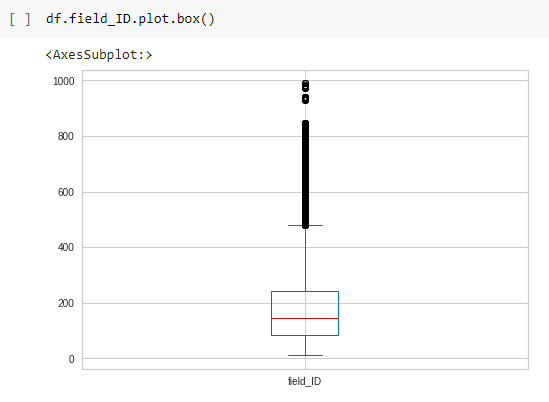 [ ] df.field_ID.plot.box()
<AxesSubplot:>
1000
800
600
400
200
0
field_ID